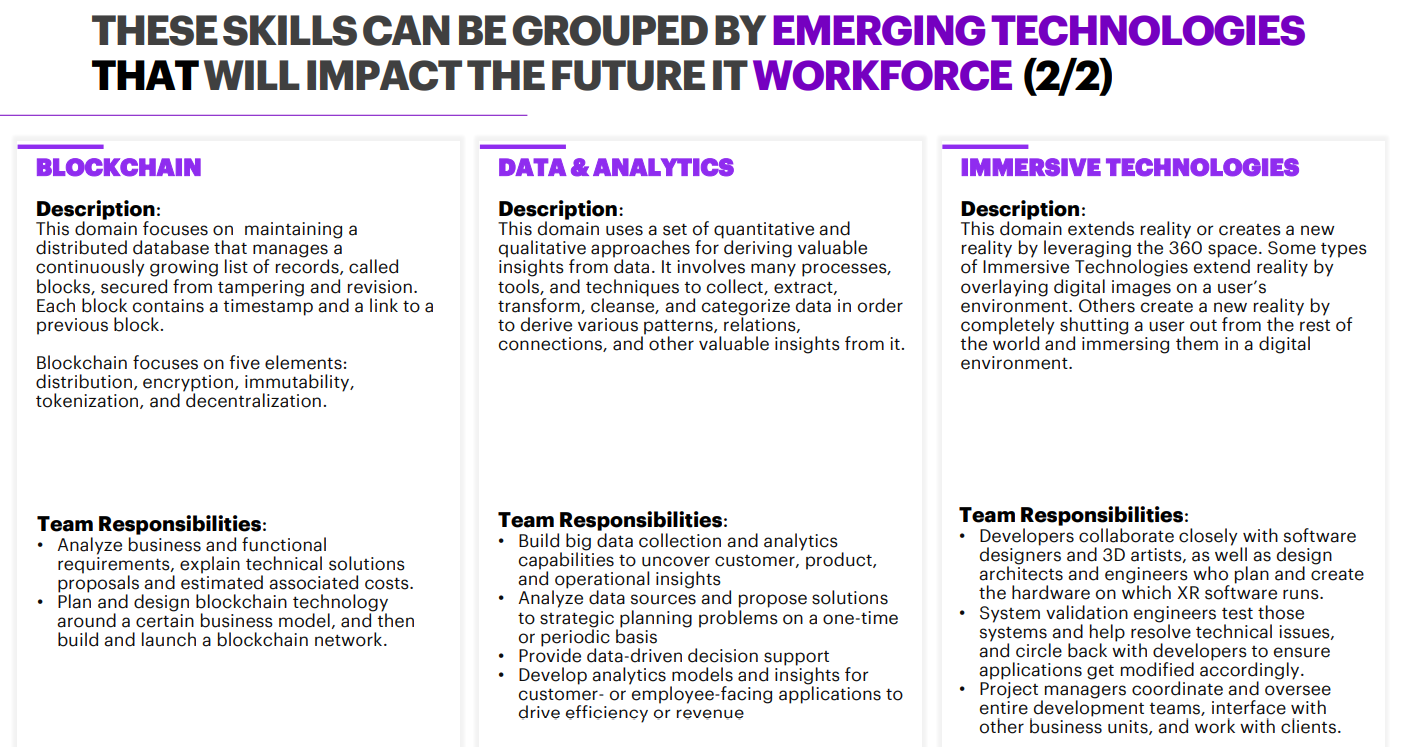 THESE SKILLS CAN BE GROUPED BY EMERGING TECHNOLOGIES
THAT WILL IMPACT THE FUTURE IT WORKFORCE (2/2)
BLOCKCHAIN
Description:
This domain focuses on  maintaining a
distributed database that manages a
continuously growing list of records, called
blocks, secured from tampering and revision.
Each block contains a timestamp and a link to a
previous block.
Blockchain focuses on five elements:
distribution, encryption, immutability,
tokenization, and decentralization.
Team Responsibilities:
• Analyze business and functional
requirements, explain technical solutions
proposals and estimated associated costs.
• Plan and design blockchain technology
around a certain business model, and then
build and launch a blockchain network.
DATA & ANALYTICS
Description:
This domain uses a set of quantitative and
qualitative approaches for deriving valuable
insights from data. It involves many processes,
tools, and techniques to collect, extract,
transform, cleanse, and categorize data in order
to derive various patterns, relations,
connections, and other valuable insights from it.
Team Responsibilities:
• Build big data collection and analytics
capabilities to uncover customer, product,
and operational insights
• Analyze data sources and propose solutions
to strategic planning problems on a one-time
or periodic basis
• Provide data-driven decision support
• Develop analytics models and insights for
customer- or employee-facing applications to
drive efficiency or revenue
IMMERSIVE TECHNOLOGIES
Description:
This domain extends reality or creates a new
reality by leveraging the 360 space. Some types
of Immersive Technologies extend reality by
overlaying digital images on a user's
environment. Others create a new reality by
completely shutting a user out from the rest of
the world and immersing them in a digital
environment.
Team Responsibilities:
• Developers collaborate closely with software
designers and 3D artists, as well as design
architects and engineers who plan and create
the hardware on which XR software runs.
• System validation engineers test those
systems and help resolve technical issues,
and circle back with developers to ensure
applications get modified accordingly.
• Project managers coordinate and oversee
entire development teams, interface with
other business units, and work with clients.